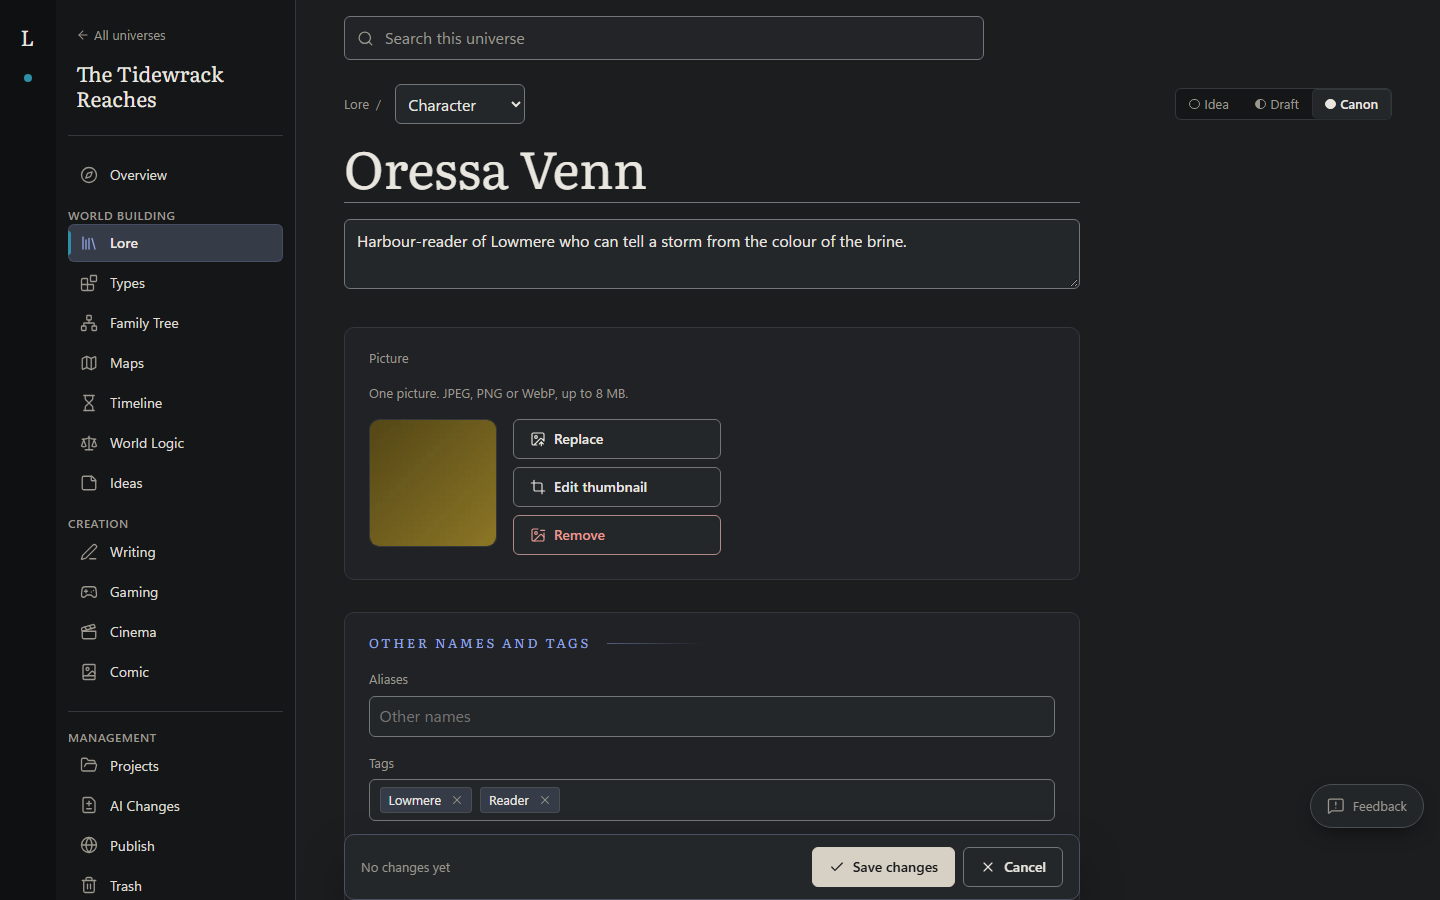 L
All universes
The Tidewrack
Reaches
Overview
WORLD BUILDING
Lore
Types
Family Tree
Maps
Timeline
World Logic
Ideas
CREATION
Writing
Gaming
Cinema
Comic
MANAGEMENT
Projects
AI Changes
Publish
Trash
Search this universe
Lore / Character
Idea Draft Canon
Oressa Venn
Harbour-reader of Lowmere who can tell a storm from the colour of the brine.
Picture
One picture. JPEG, PNG or WebP, up to 8 MB.
Replace
Edit thumbnail
Remove
OTHER NAMES AND TAGS
Aliases
Other names
Tags
Lowmere Reader
No changes yet
Save changes Cancel
Feedback